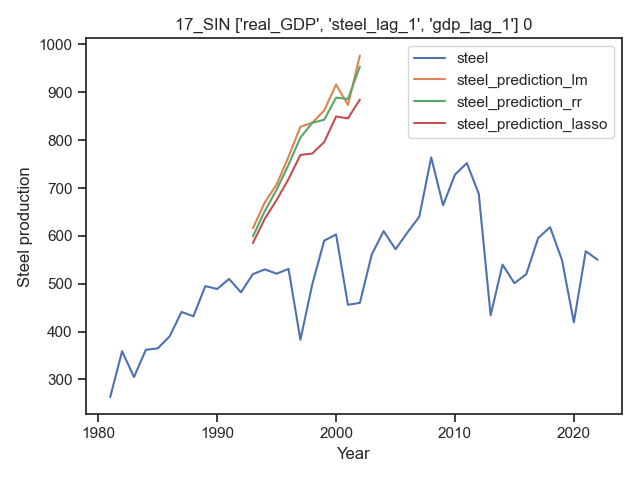 17_SIN ['real_GDP', 'steel_lag_1', 'gdp_lag_1'] 0
1000
900
800
700
600
500
400
300
Steel production
steel
steel_prediction_lm
steel_prediction_rr
steel_prediction_lasso
1980
1990
2000
2010
2020
Year